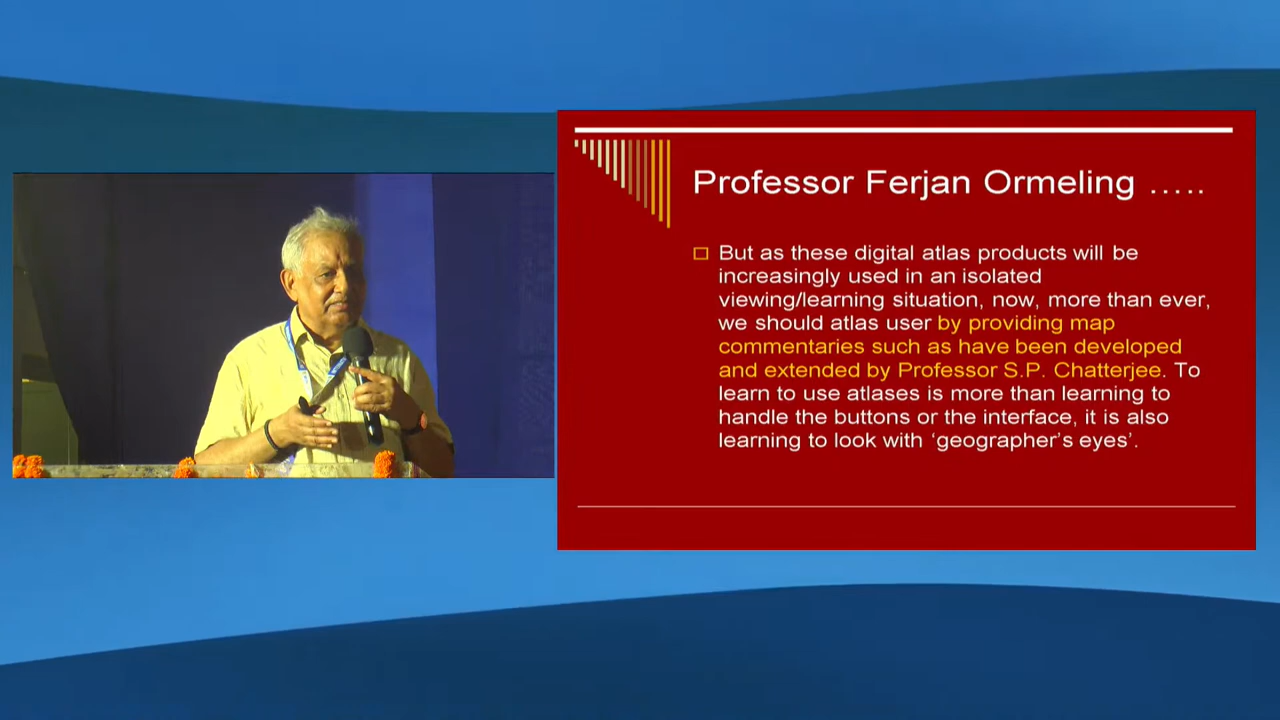 Professor Ferjan Ormeling .....
But as these digital atlas products will be
increasingly used in an isolated
viewing/learning situation, now, more than ever,
we should atlas user by providing map
commentaries such as have been developed
and extended by Professor S.P. Chatterjee. To
learn to use atlases is more than learning to
handle the buttons or the interface, it is also
learning to look with ‘geographer’s eyes’.